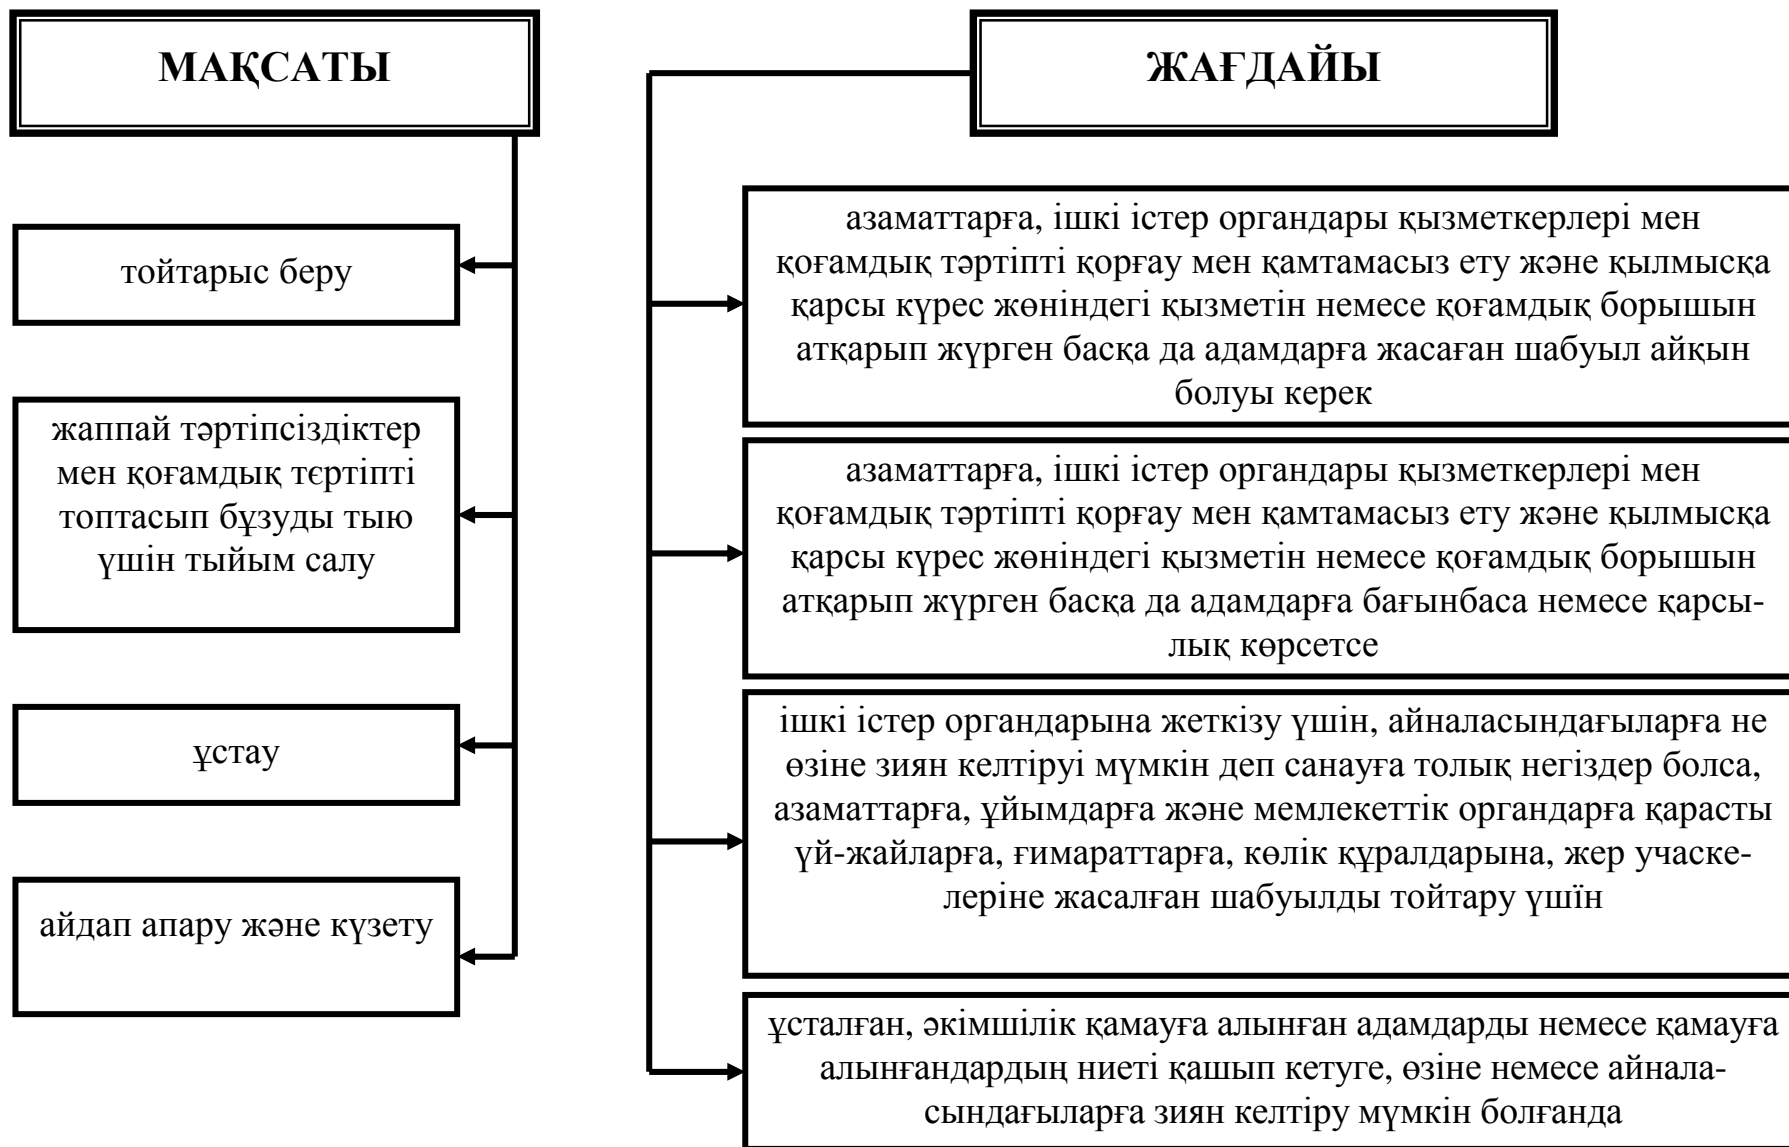 МАҚСАТЫ
тойтарыс беру
жаппай тәртіпсіздіктер
мен қоғамдық тєртіпті
топтасып бұзуды тыю
үшін тыйым салу
ұстау
айдап апару және күзету
ЖАҒДАЙЫ
азаматтарға, ішкі істер органдары қызметкерлері мен
қоғамдық тәртіпті қорғау мен қамтамасыз ету және қылмысқа
қарсы күрес жөніндегі қызметін немесе қоғамдық борышын
атқарып жүрген басқа да адамдарға жасаған шабуыл айқын
болуы керек
азаматтарға, ішкі істер органдары қызметкерлері мен
қоғамдық тәртіпті қорғау мен қамтамасыз ету және қылмысқа
қарсы күрес жөніндегі қызметін немесе қоғамдық борышын
атқарып жүрген басқа да адамдарға бағынбаса немесе қарсы-
лық көрсетсе
ішкі істер органдарына жеткізу үшін, айналасындағыларға не
өзіне зиян келтіруі мүмкін деп санауға толық негіздер болса,
азаматтарға, ұйымдарға және мемлекеттік органдарға қарасты
үй-жайларға, ғимараттарға, көлік құралдарына, жер учаске-
леріне жасалған шабуылды тойтару үшїн
ұсталған, әкімшілік қамауға алынған адамдарды немесе қамауға
алынғандардың ниеті қашып кетуге, өзіне немесе айнала-
сындағыларға зиян келтіру мүмкін болғанда